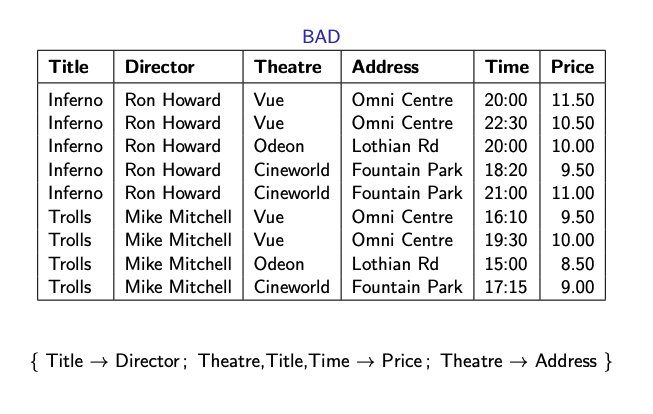 BAD
Title Director Theatre Address Time Price
Inferno Ron Howard Vue Omni Centre 20:00 11.50
Inferno Ron Howard Vue Omni Centre 22:30 10.50
Inferno Ron Howard Odeon Lothian Rd 20:00 10.00
Inferno Ron Howard Cineworld Fountain Park 18:20 9.50
Inferno Ron Howard Cineworld Fountain Park 21:00 11.00
Trolls Mike Mitchell Vue Omni Centre 16:10 9.50
Trolls Mike Mitchell Vue Omni Centre 19:30 10.00
Trolls Mike Mitchell Odeon Lothian Rd 15:00 8.50
Trolls Mike Mitchell Cineworld Fountain Park 17:15 9.00
{ Title → Director ; Theatre,Title,Time → Price ; Theatre → Address }